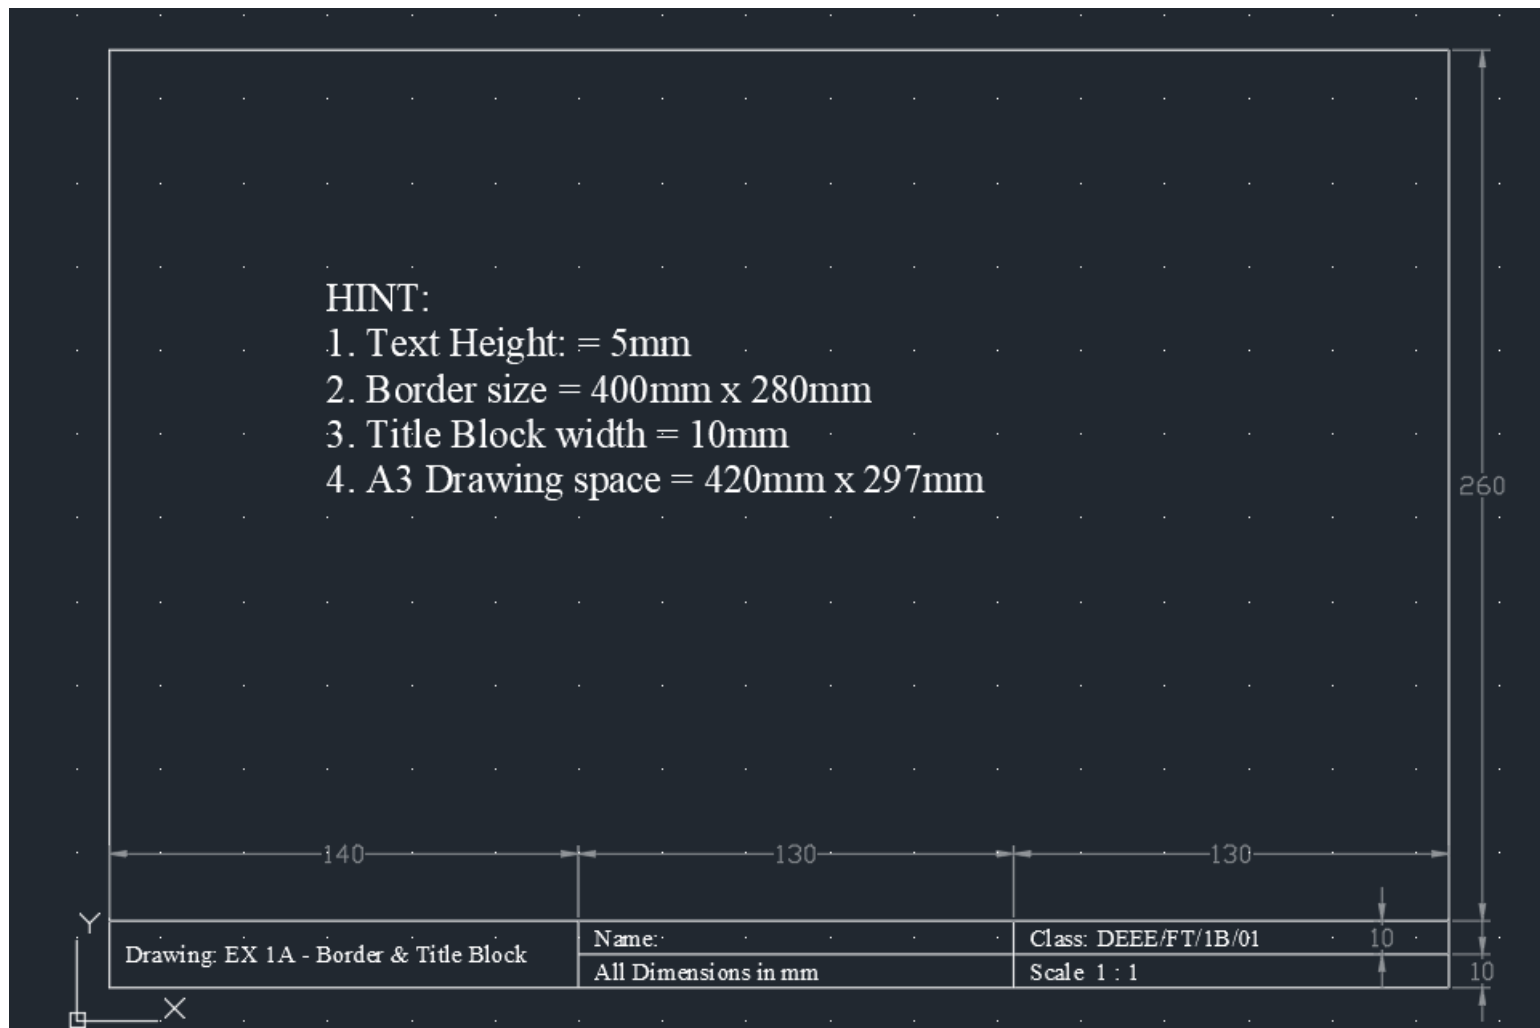 HINT:
1. Text Height: = 5mm
2. Border size = 400mm x 280mm
3. Title Block width = 10mm
4. A3 Drawing space = 420mm x 297mm
260
140
130
130
Drawing: EX 1A - Border & Title Block
Name:
Class: DEEE/FT/1B/01
10
All Dimensions in mm
Scale 1 : 1
10
Y
X